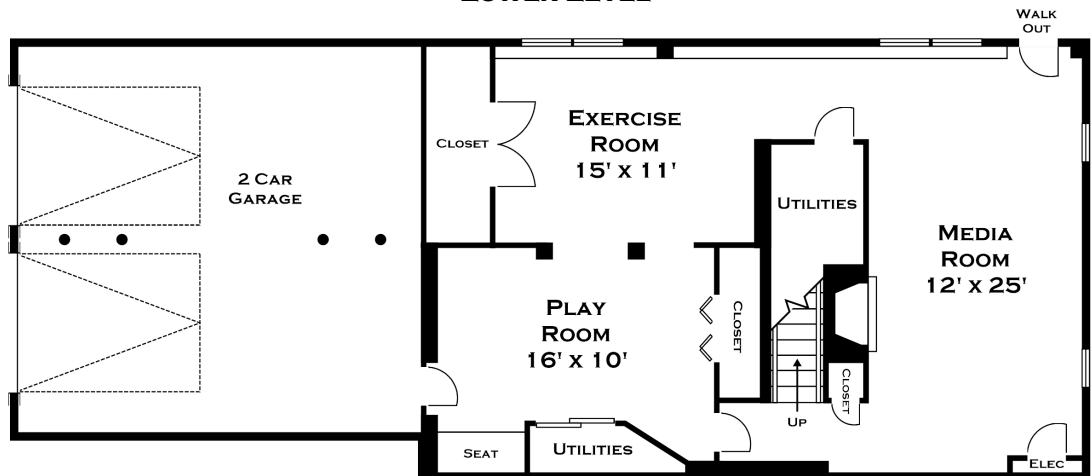 WALK
OUT
EXERCISE
ROOM
15' X 11'
CLOSET
2 CAR
GARAGE
UTILITIES
MEDIA
ROOM
12' X 25'
PLAY
ROOM
16' X 10'
CLOSET
CLOSET
UP
SEAT
UTILITIES
ELEC